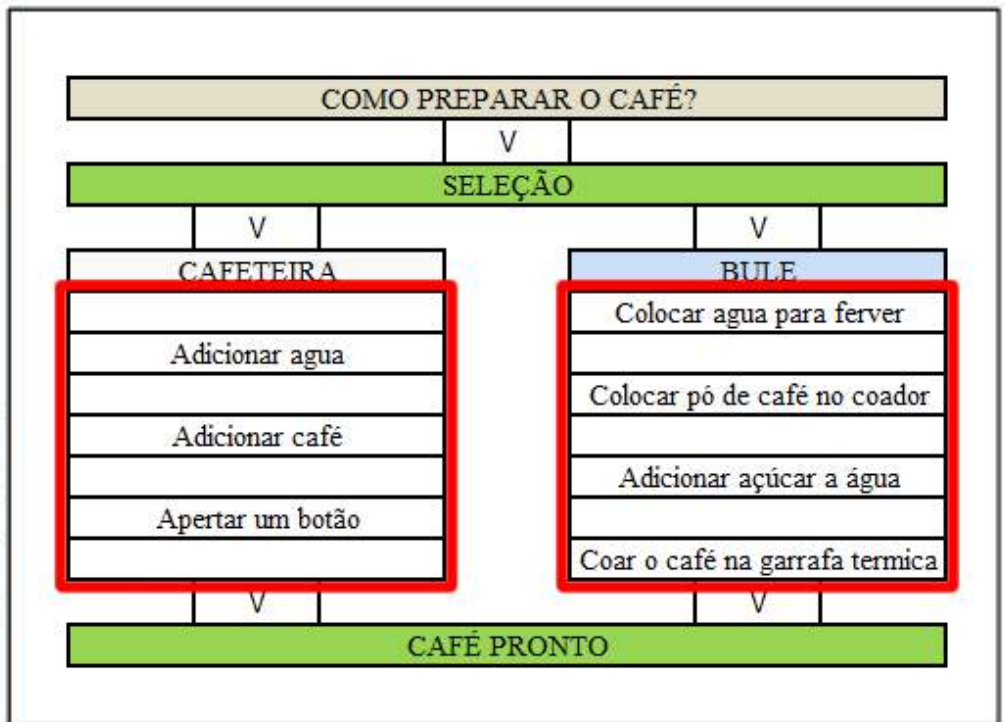 COMO PREPARAR O CAFÉ?
V
SELEÇÃO
V V
CAFETEIRA
Adicionar agua
Adicionar café
Apertar um botão
BULE
Colocar agua para ferver
Colocar pó de café no coador
Adicionar açúcar a água
Coar o café na garrafa termica
V V
CAFÉ PRONTO